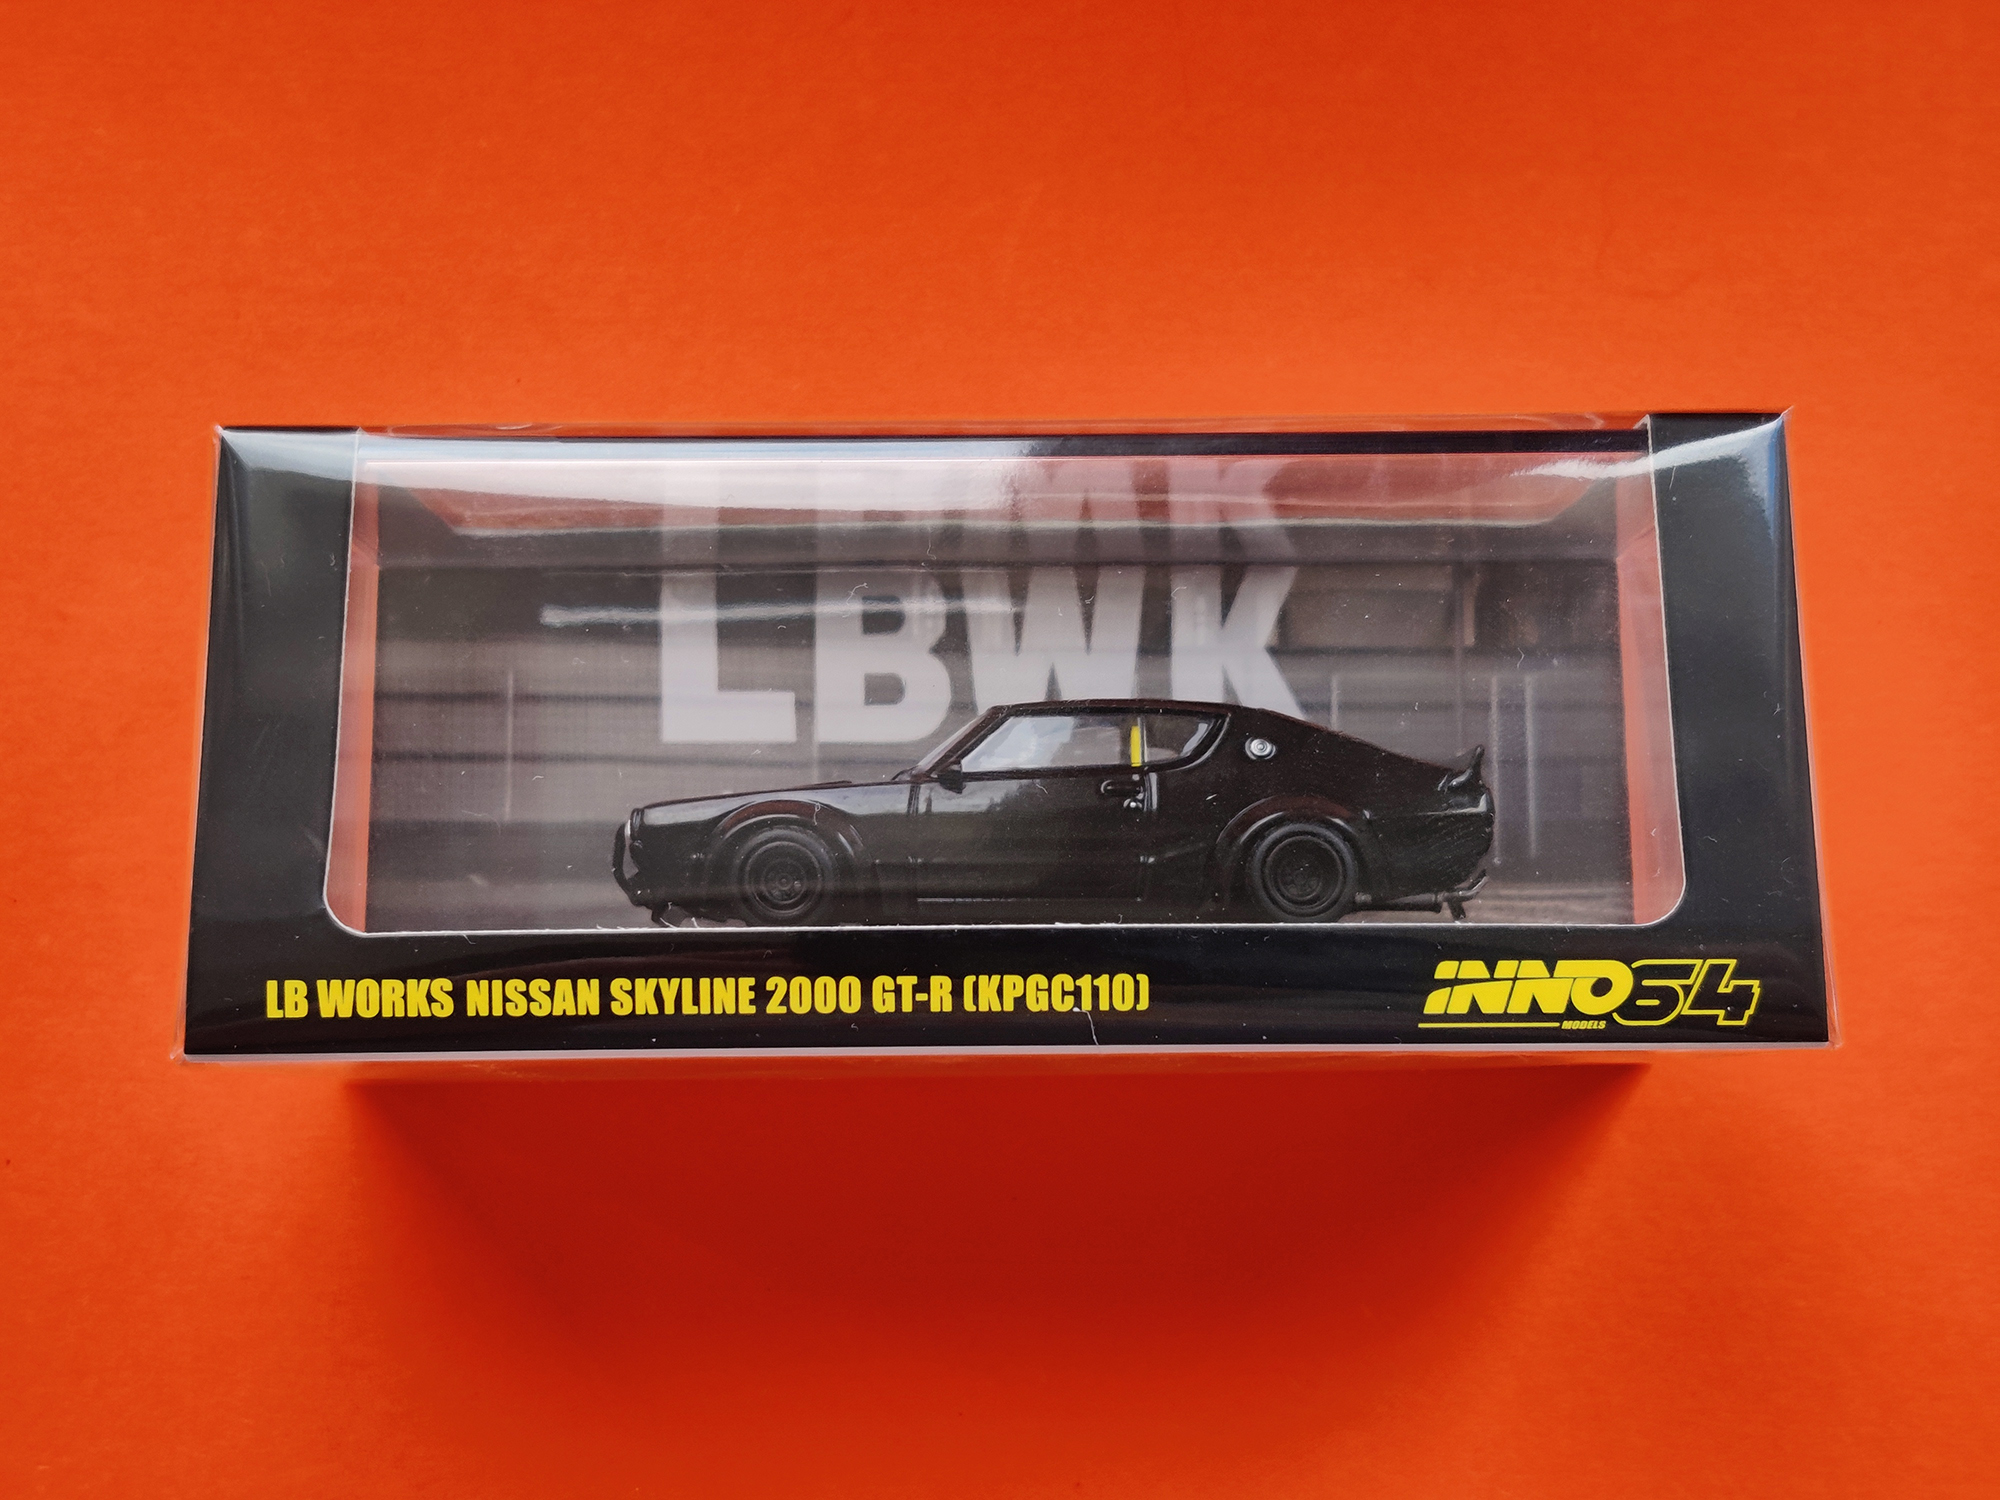 LBWK
LB WORKS NISSAN SKYLINE 2000 GT-R (KPGC110)
INNO64
MODELS